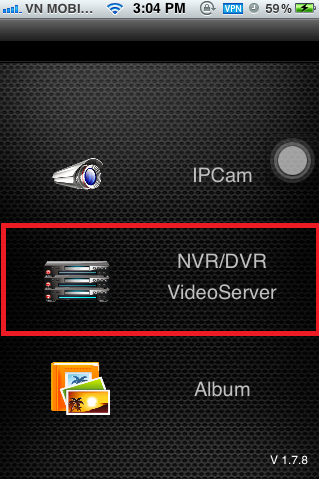 VN MOBI... 3:04 PM VPN 59%
IPCam
NVR/DVR
VideoServer
Album
V 1.7.8